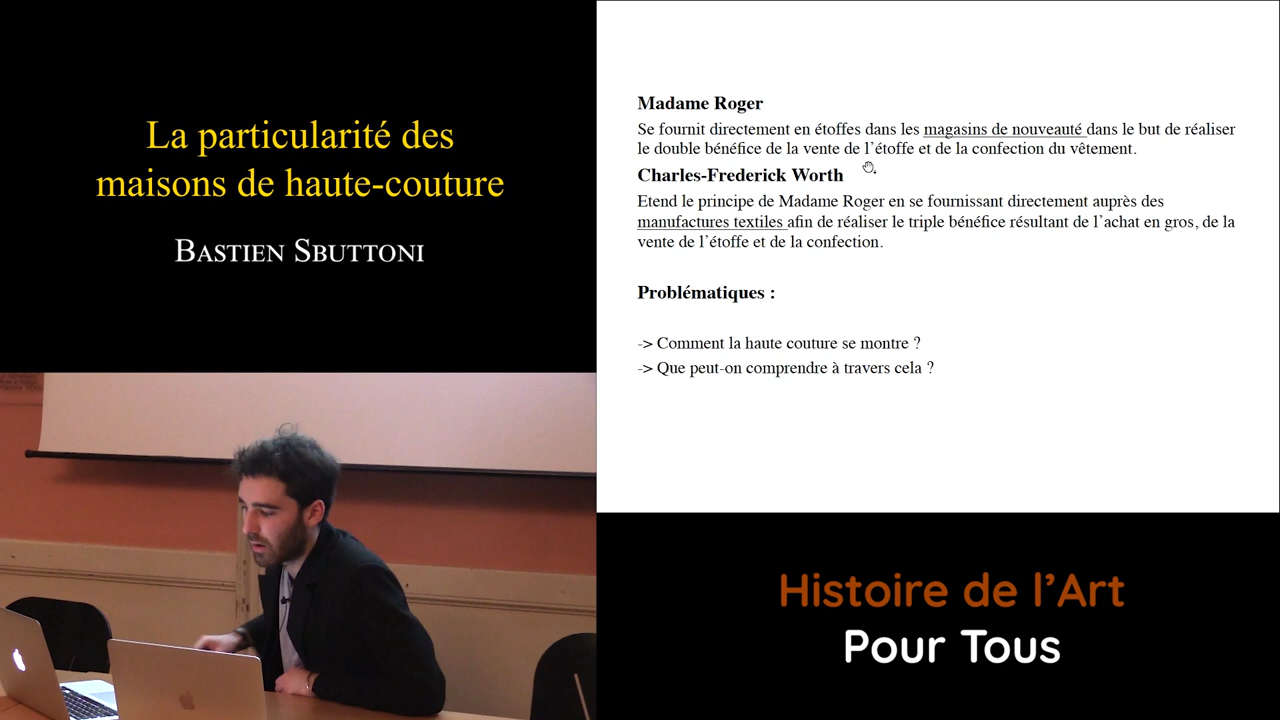 La particularité des
maisons de haute-couture
BASTIEN SBUTTONI
Madame Roger
Se fournit directement en étoffes dans les magasins de nouveauté dans le but de réaliser
le double bénéfice de la vente de l’étoffe et de la confection du vêtement.
Charles-Frederick Worth
Etend le principe de Madame Roger en se fournissant directement auprès des
manufactures textiles afin de réaliser le triple bénéfice résultant de l’achat en gros, de la
vente de l’étoffe et de la confection.
Problématiques :
-> Comment la haute couture se montre ?
-> Que peut-on comprendre à travers cela ?
Histoire de l’Art
Pour Tous